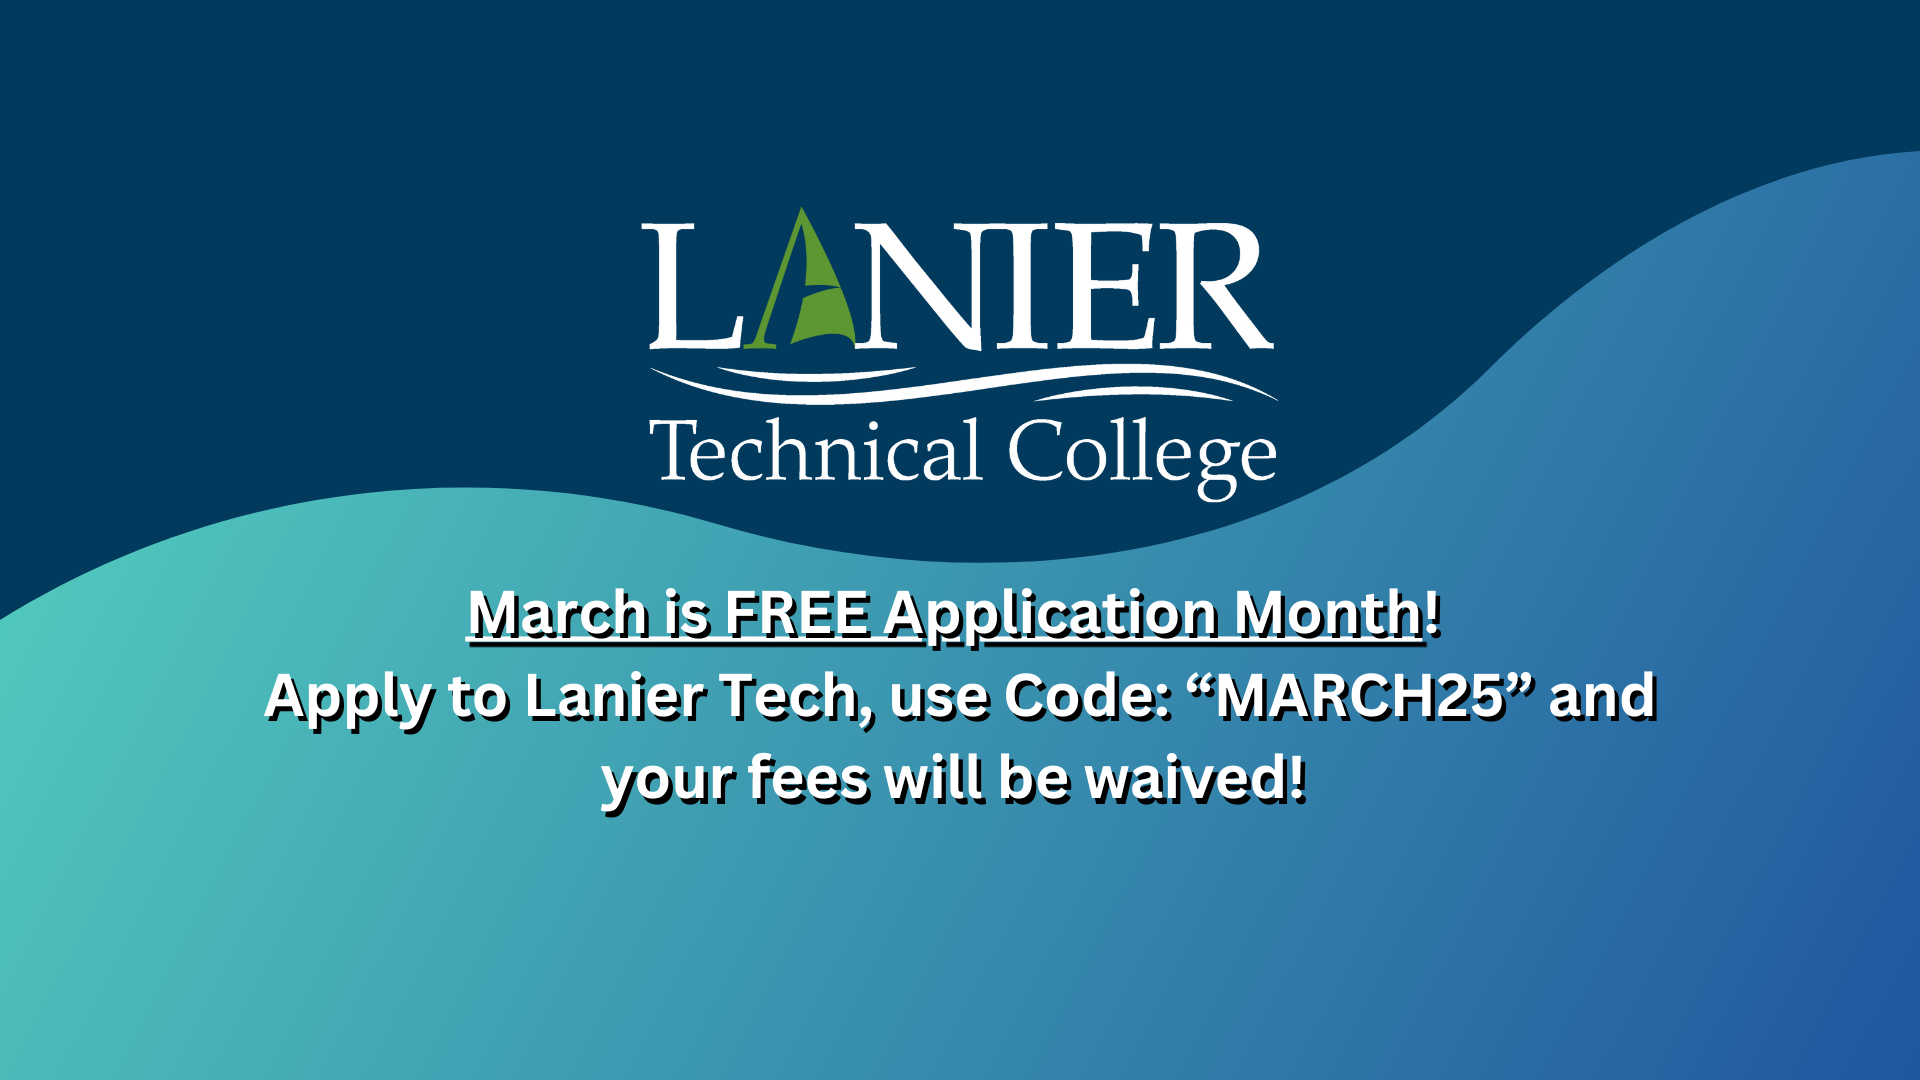 LANIER
Technical College
March is FREE Application Month!
Apply to Lanier Tech, use Code: “MARCH25” and
your fees will be waived!